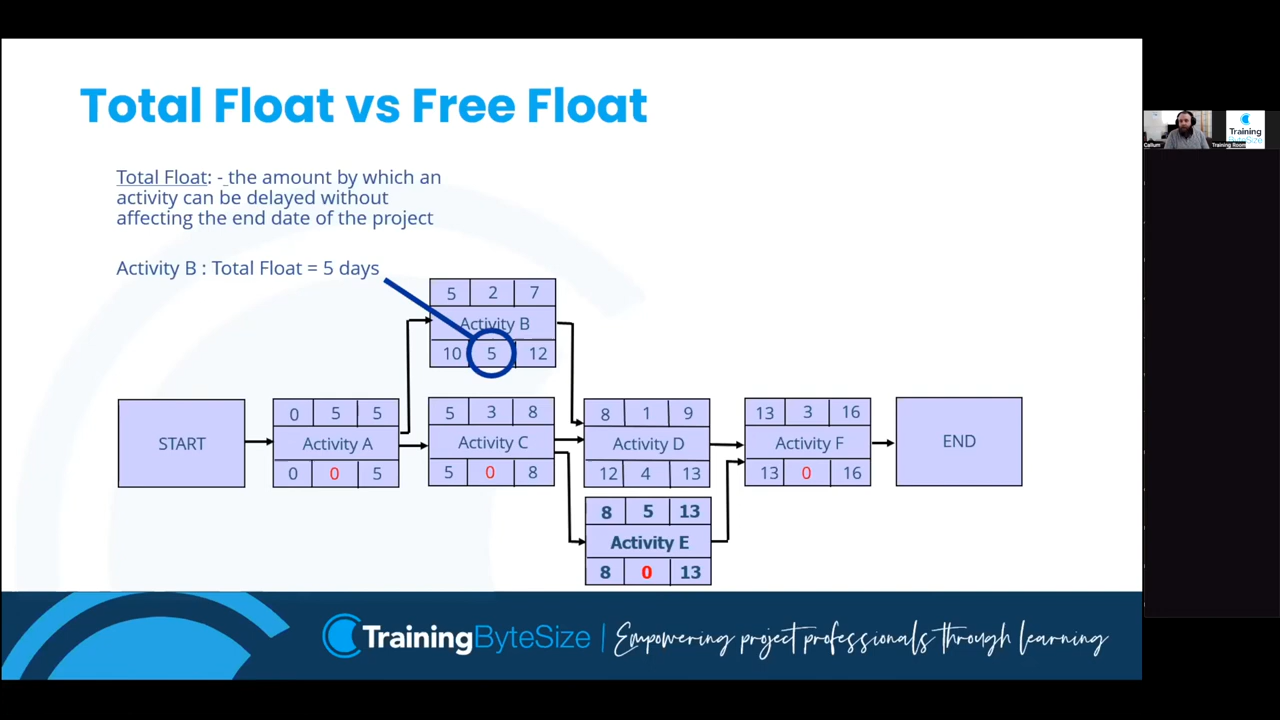 Total Float vs Free Float
Total Float: - the amount by which an
activity can be delayed without
affecting the end date of the project
Activity B : Total Float = 5 days
5 2 7
Activity B
10 5 12
START
0 5 5
Activity A
0 0 5
5 3 8
Activity C
5 0 8
8 1 9
Activity D
12 4 13
13 3 16
Activity F
13 0 16
END
8 5 13
Activity E
8 0 13
TrainingByteSize | Empowering project professionals through learning
Training
ByteSize
Callum
Training Room